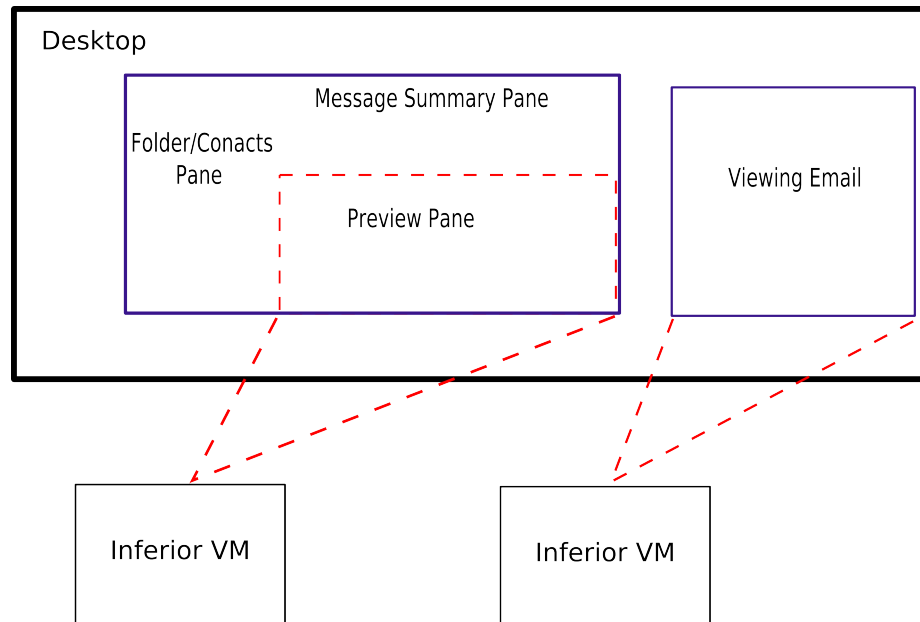 Desktop
Message Summary Pane
Folder/Conacts
Pane
Preview Pane
Viewing Email
Inferior VM
Inferior VM